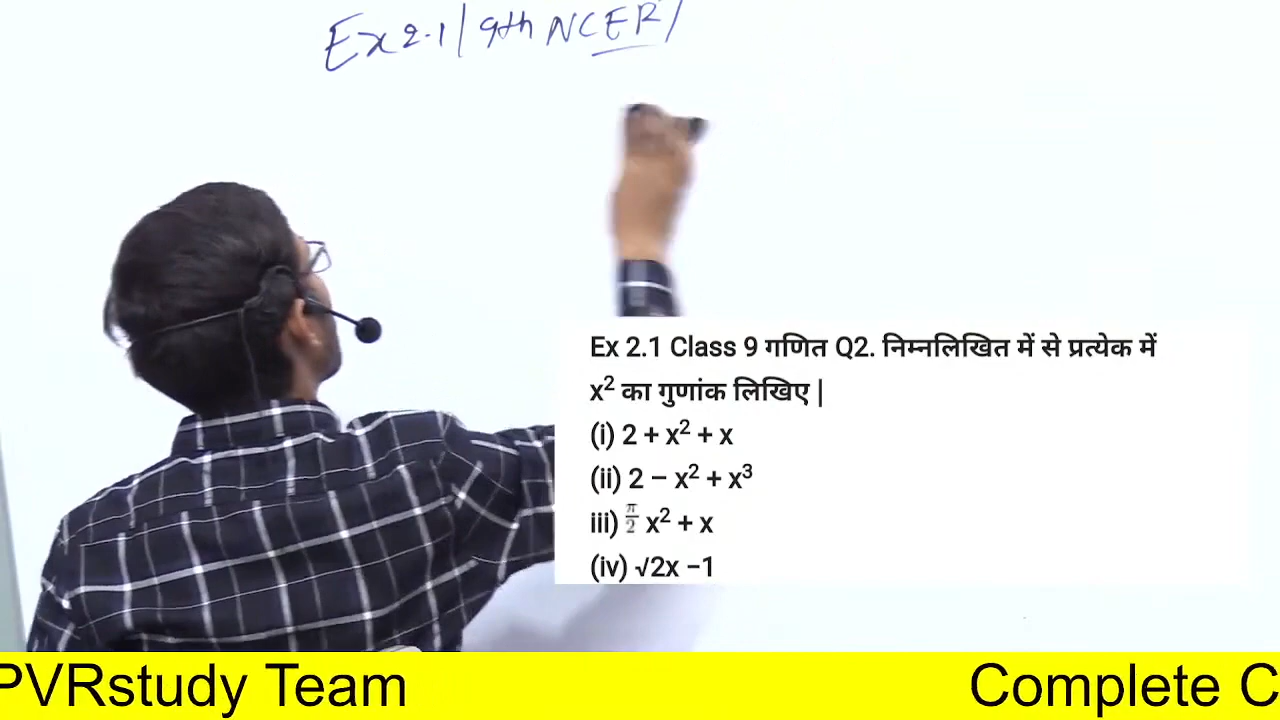 Ex 2.1 / 9th NCER /
Ex 2.1 Class 9 गणित Q2. निम्नलिखित में से प्रत्येक में
x² का गुणांक लिखिए |
(i) 2 + x² + x
(ii) 2 – x² + x³
iii) π/2 x² + x
(iv) √2x −1
PVRstudy Team
Complete C